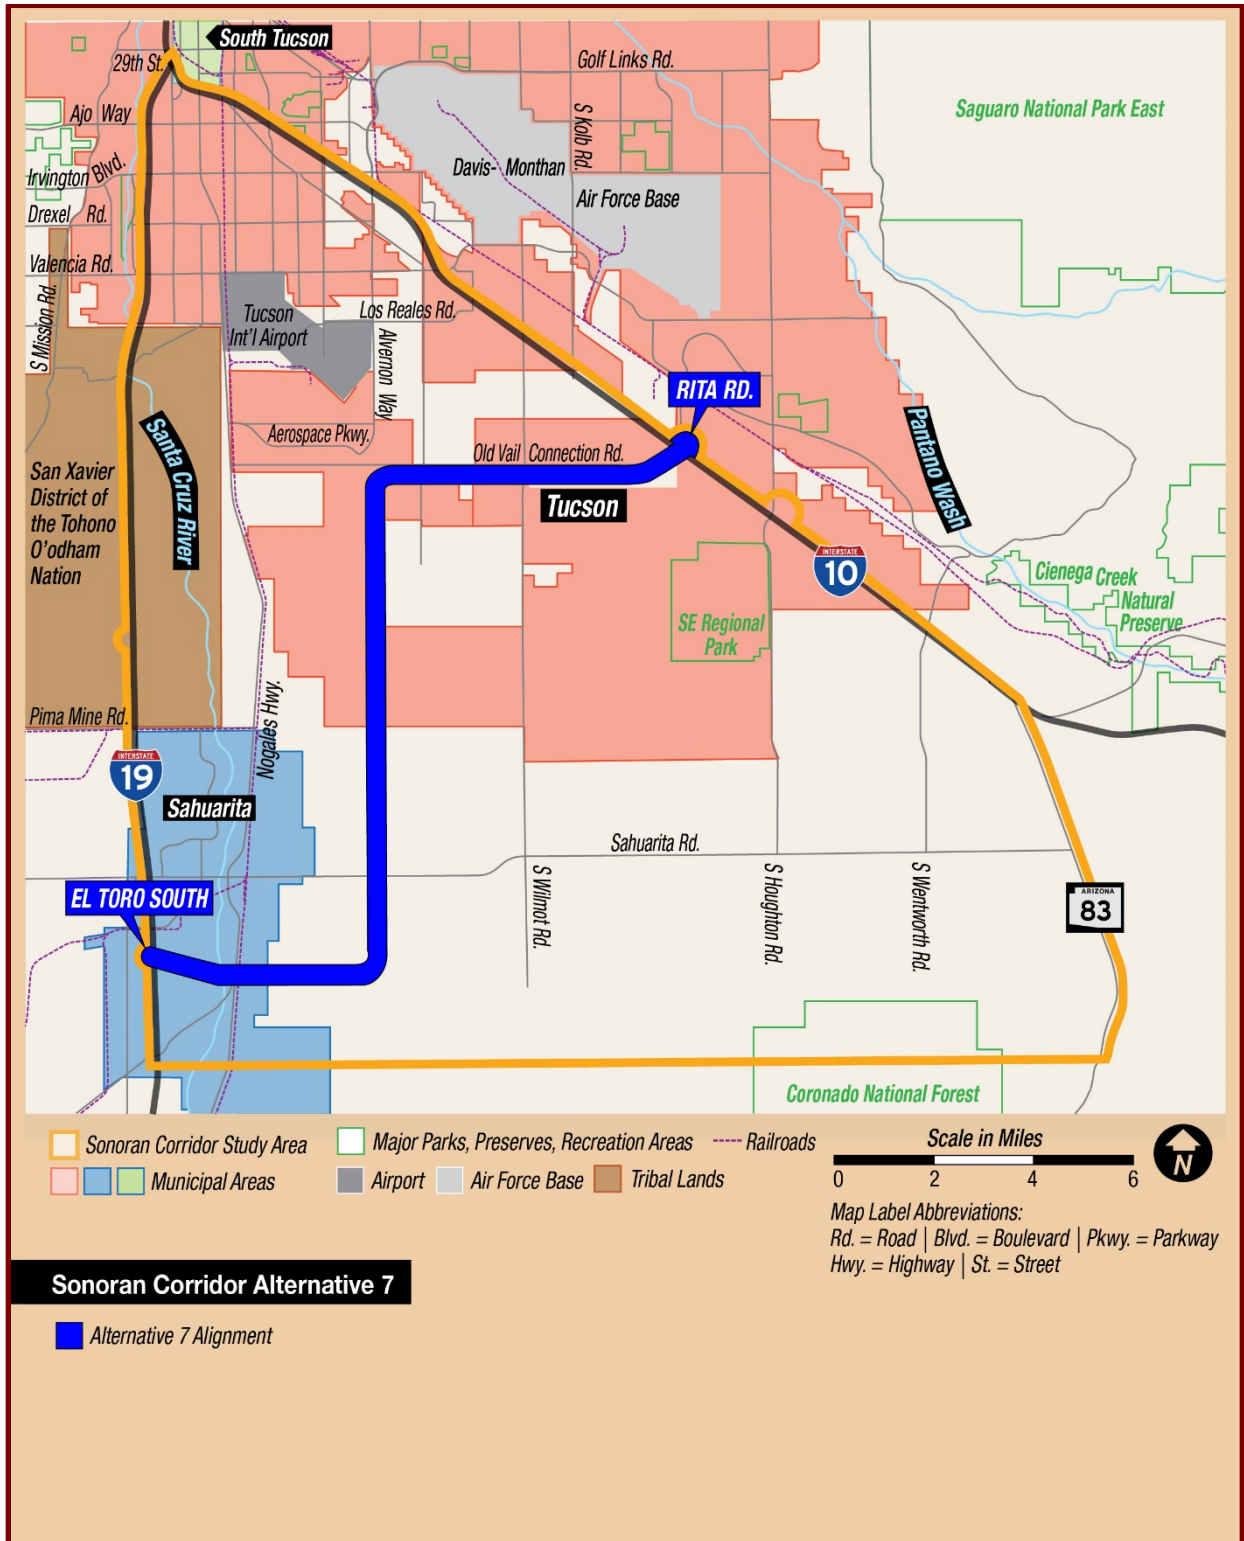 South Tucson
29th St.
Golf Links Rd.
Ajo Way
S Kolb Rd.
Saguaro National Park East
Irvington Blvd.
Davis- Monthan
Air Force Base
Drexel Rd.
Valencia Rd.
S Mission Rd.
Tucson
Int'l Airport
Los Reales Rd.
Alvernon Way
RITA RD.
Aerospace Pkwy.
Old Vail Connection Rd.
Santa Cruz River
Pantano Wash
San Xavier
District of
the Tohono
O'odham
Nation
Tucson
INTERSTATE
10
Cienega Creek
Natural
Preserve
SE Regional
Park
Pima Mine Rd.
Nogales Hwy.
INTERSTATE
19
Sahuarita
Sahuarita Rd.
EL TORO SOUTH
S Wilmot Rd.
S Houghton Rd.
S Wentworth Rd.
ARIZONA
83
Coronado National Forest
Sonoran Corridor Study Area
Major Parks, Preserves, Recreation Areas
Railroads
Municipal Areas
Airport
Air Force Base
Tribal Lands
Scale in Miles
0 2 4 6
N
Map Label Abbreviations:
Rd. = Road | Blvd. = Boulevard | Pkwy. = Parkway
Hwy. = Highway | St. = Street
Sonoran Corridor Alternative 7
Alternative 7 Alignment